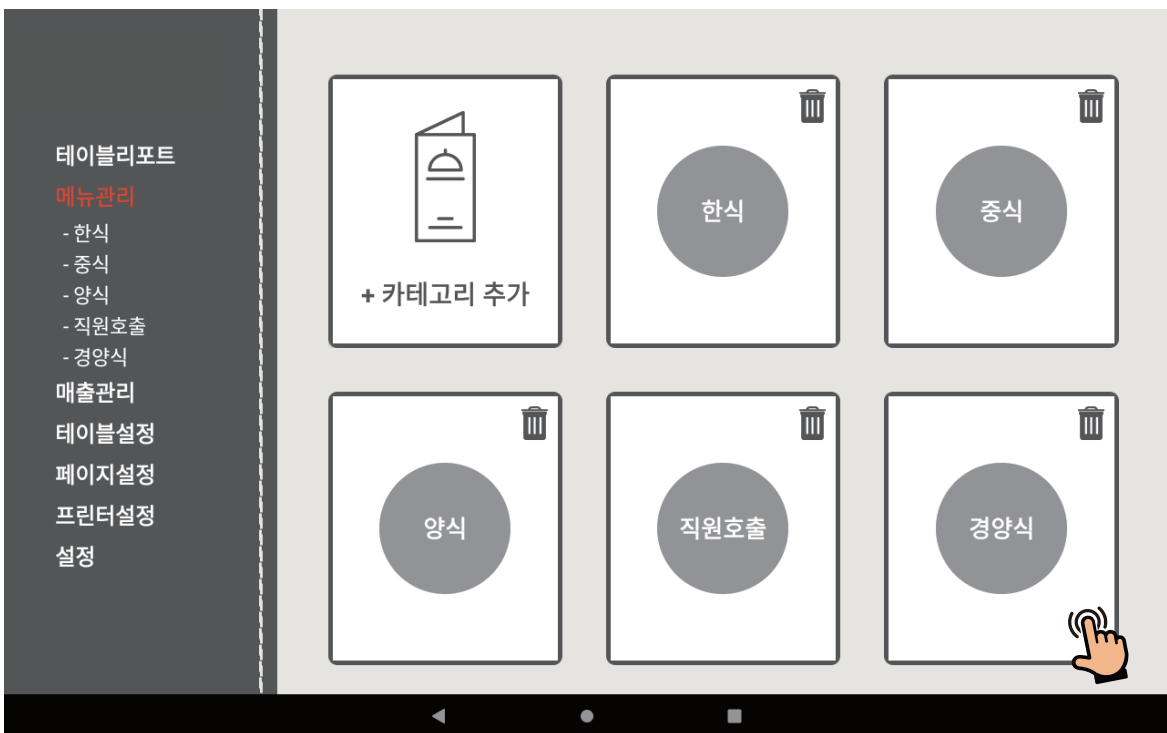 테이블리포트
메뉴관리
- 한식
- 중식
- 양식
- 직원호출
- 경양식
매출관리
테이블설정
페이지설정
프린터설정
설정
+ 카테고리 추가
한식
중식
양식
직원호출
경양식